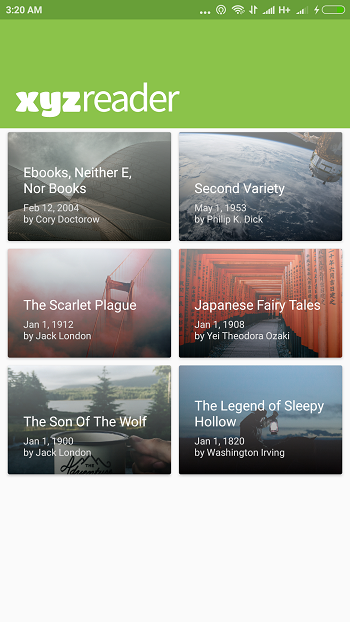 3:20 AM
H+
xyzreader
Ebooks, Neither E,
Nor Books
Feb 12, 2004
by Cory Doctorow
Second Variety
May 1, 1953
by Philip K. Dick
The Scarlet Plague
Jan 1, 1912
by Jack London
Japanese Fairy Tales
Jan 1, 1908
by Yei Theodora Ozaki
The Son Of The Wolf
Jan 1, 1900
by Jack London
THE
Adventure
The Legend of Sleepy
Hollow
Jan 1, 1820
by Washington Irving